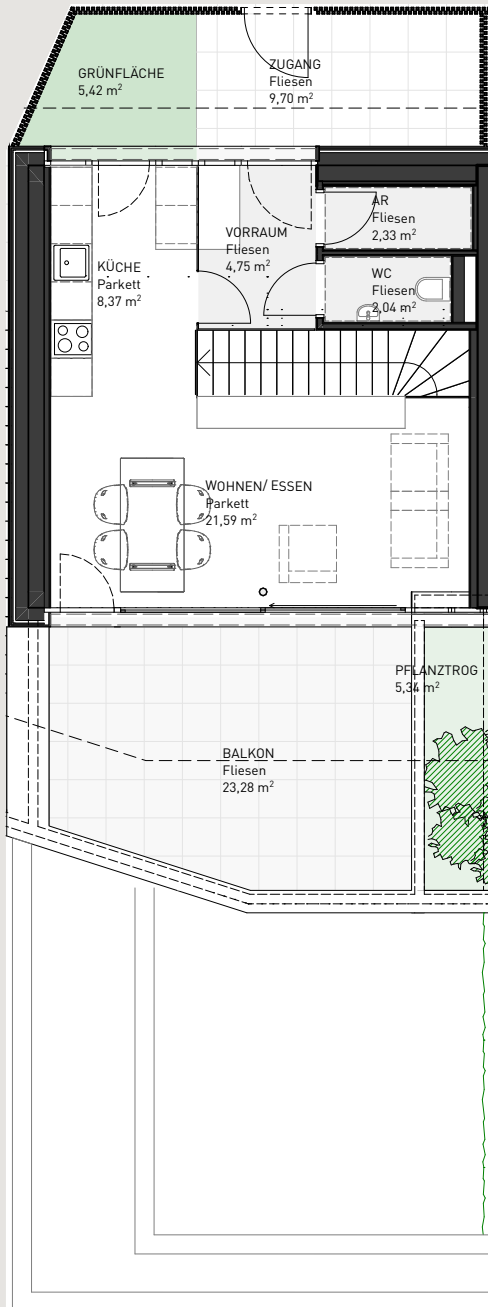 GRÜNFLÄCHE
5,42 m²
ZUGANG
Fliesen
9,70 m²
AR
Fliesen
2,33 m²
VORRAUM
Fliesen
4,75 m²
KÜCHE
Parkett
8,37 m²
WC
Fliesen
2,04 m²
WOHNEN/ ESSEN
Parkett
21,59 m²
PFLANZTROG
5,34 m²
BALKON
Fliesen
23,28 m²